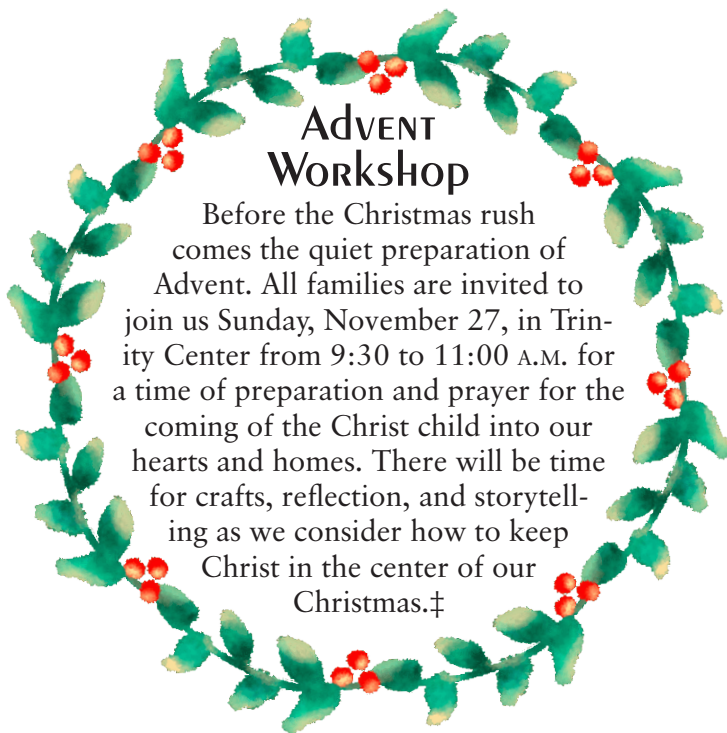 Advent
Workshop
Before the Christmas rush
comes the quiet preparation of
Advent. All families are invited to
join us Sunday, November 27, in Trin-
ity Center from 9:30 to 11:00 A.M. for
a time of preparation and prayer for the
coming of the Christ child into our
hearts and homes. There will be time
for crafts, reflection, and storytell-
ing as we consider how to keep
Christ in the center of our
Christmas.‡